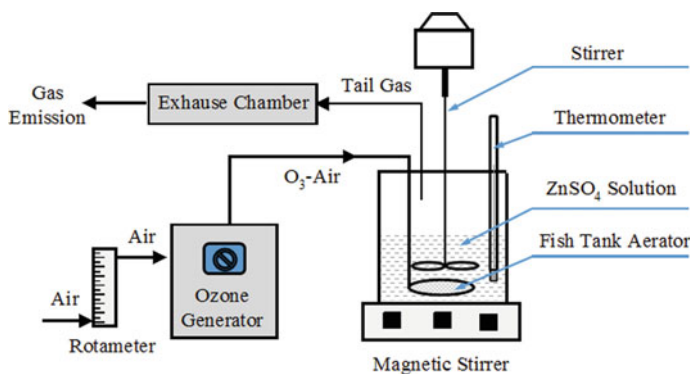 Stirrer
Tail Gas
Gas
Emission
Exhause Chamber
Thermometer
O₃-Air
ZnSO₄ Solution
Air
Fish Tank Aerator
Air
Ozone
Generator
Rotameter
Magnetic Stirrer